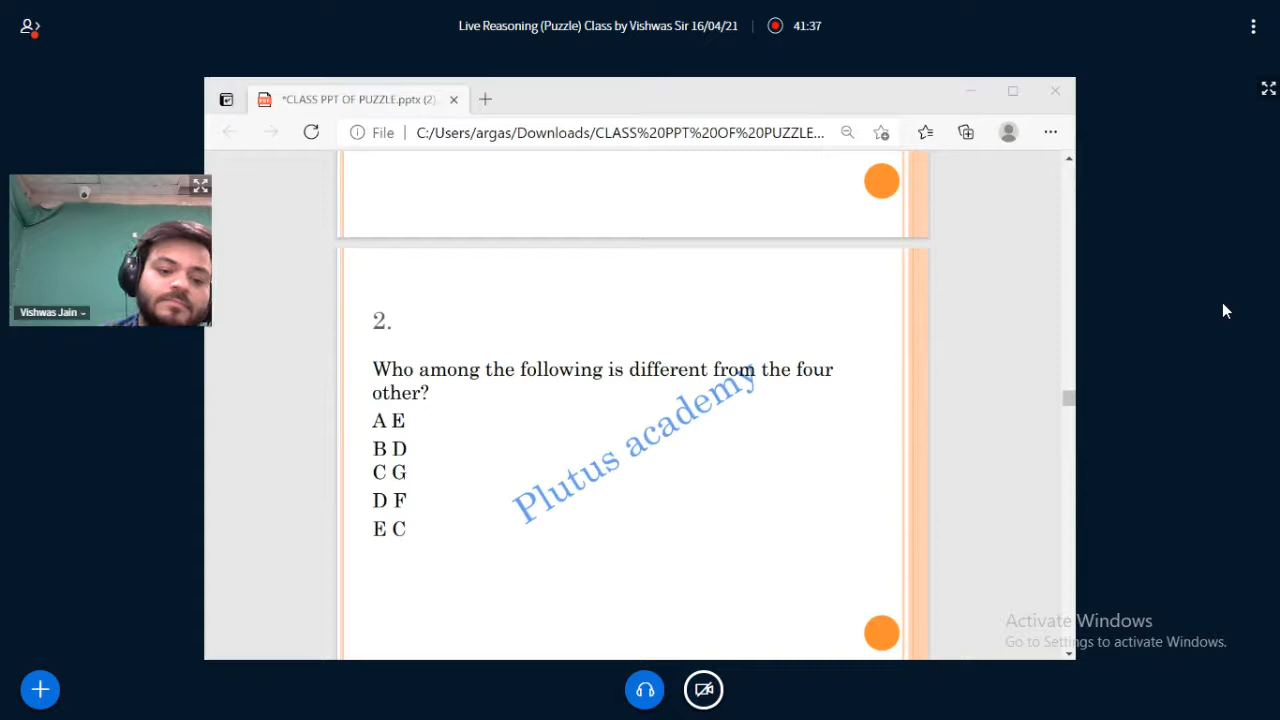 Live Reasoning (Puzzle) Class by Vishwas Sir 16/04/21
41:37
*CLASS PPT OF PUZZLE.pptx (2)...
File
C:/Users/argas/Downloads/CLASS%20PPT%20OF%20PUZZLE...
Vishwas Jain
2.
Who among the following is different from the four
other?
A E
B D
C G
D F
E C
Plutus academy
Activate Windows
Go to Settings to activate Windows.